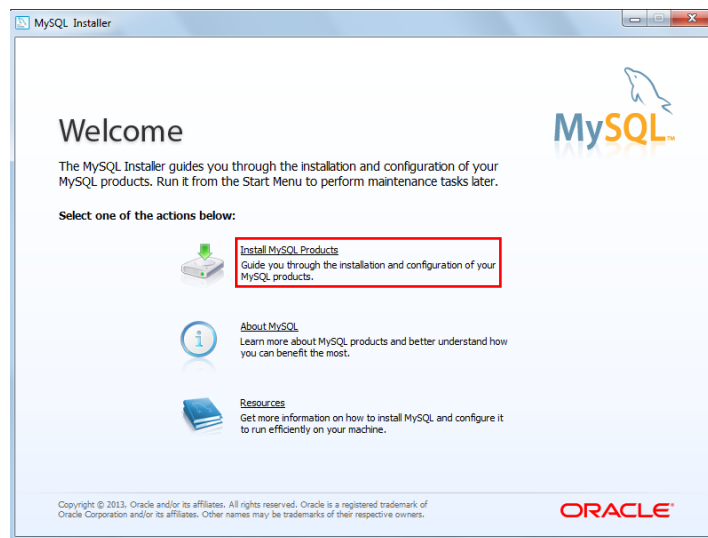 MySQL Installer
MySQL™
Welcome
The MySQL Installer guides you through the installation and configuration of your
MySQL products. Run it from the Start Menu to perform maintenance tasks later.
Select one of the actions below:
Install MySQL Products
Guide you through the installation and configuration of your
MySQL products.
About MySQL
Learn more about MySQL products and better understand how
you can benefit the most.
Resources
Get more information on how to install MySQL and configure it
to run efficiently on your machine.
Copyright © 2013, Oracle and/or its affiliates. All rights reserved. Oracle is a registered trademark of
Oracle Corporation and/or its affiliates. Other names may be trademarks of their respective owners.
ORACLE®